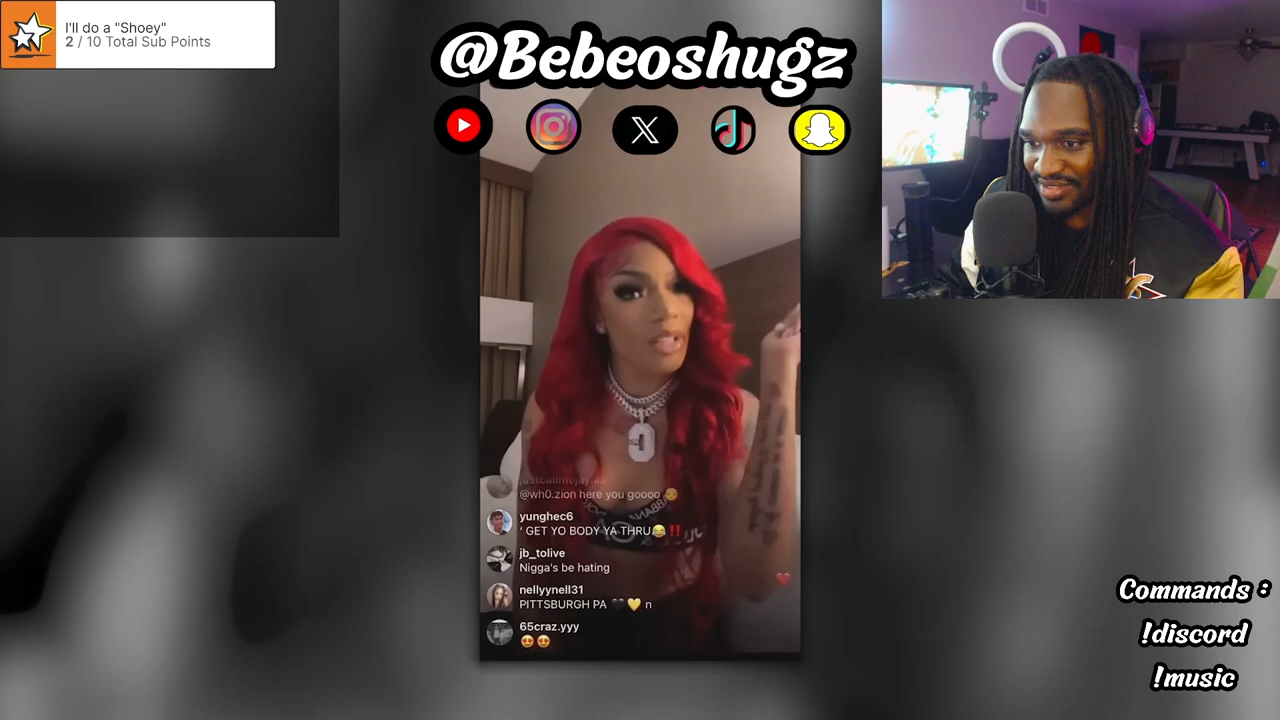 I'll do a "Shoey"
2 / 10 Total Sub Points
@Bebeoshugz
@wh0.zion here you goooo 😌
yunghec6
‘ GET YO BODY YA THRU😂‼️
jb_tolive
Nigga's be hating
nellyynell31
PITTSBURGH PA 🖤💛 n
65craz.yyy
😍😍
Commands :
!discord
!music